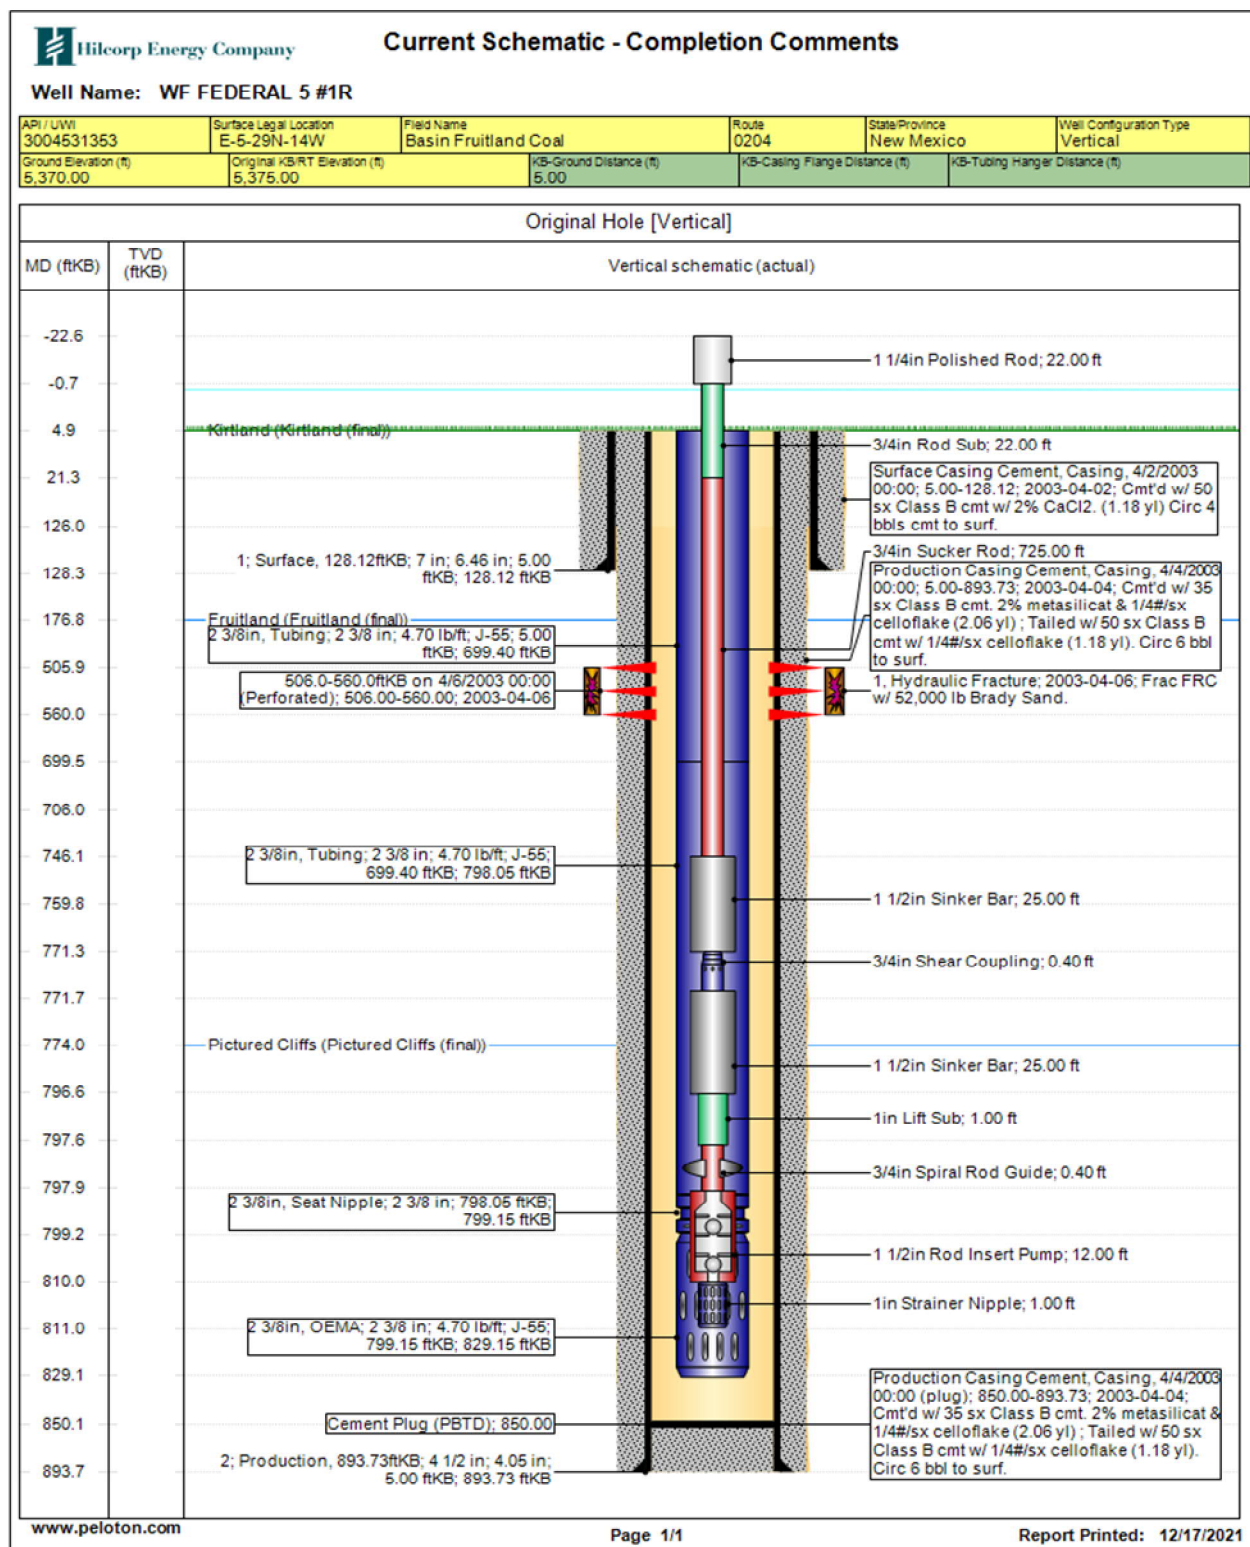 Hilcorp Energy Company
Current Schematic - Completion Comments
Well Name: WF FEDERAL 5 #1R
API / UWI
3004531353
Surface Legal Location
E-5-29N-14W
Field Name
Basin Fruitland Coal
Route
0204
State/Province
New Mexico
Well Configuration Type
Vertical
Ground Elevation (ft)
5,370.00
Original KB/RT Elevation (ft)
5,375.00
KB-Ground Distance (ft)
5.00
KB-Casing Flange Distance (ft)
KB-Tubing Hanger Distance (ft)
Original Hole [Vertical]
MD (ftKB)
TVD
(ftKB)
Vertical schematic (actual)
-22.6
1 1/4in Polished Rod; 22.00 ft
-0.7
4.9
Kirtland (Kirtland (final))
3/4in Rod Sub; 22.00 ft
21.3
Surface Casing Cement, Casing, 4/2/2003
00:00; 5.00-128.12; 2003-04-02; Cmt'd w/ 50
sx Class B cmt w/ 2% CaCl2. (1.18 yl) Circ 4
bbls cmt to surf.
126.0
3/4in Sucker Rod; 725.00 ft
1; Surface, 128.12ftKB; 7 in; 6.46 in; 5.00
ftKB; 128.12 ftKB
128.3
Production Casing Cement, Casing, 4/4/2003
00:00; 5.00-893.73; 2003-04-04; Cmt'd w/ 35
sx Class B cmt. 2% metasilicat & 1/4#/sx
celloflake (2.06 yl) ; Tailed w/ 50 sx Class B
cmt w/ 1/4#/sx celloflake (1.18 yl). Circ 6 bbl
to surf.
176.8
Fruitland (Fruitland (final))
2 3/8in, Tubing; 2 3/8 in; 4.70 lb/ft; J-55; 5.00
ftKB; 699.40 ftKB
505.9
506.0-560.0ftKB on 4/6/2003 00:00
(Perforated); 506.00-560.00; 2003-04-06
1, Hydraulic Fracture; 2003-04-06; Frac FRC
w/ 52,000 lb Brady Sand.
560.0
699.5
706.0
746.1
2 3/8in, Tubing; 2 3/8 in; 4.70 lb/ft; J-55;
699.40 ftKB; 798.05 ftKB
759.8
1 1/2in Sinker Bar; 25.00 ft
771.3
3/4in Shear Coupling; 0.40 ft
771.7
774.0
Pictured Cliffs (Pictured Cliffs (final))
1 1/2in Sinker Bar; 25.00 ft
796.6
1in Lift Sub; 1.00 ft
797.6
3/4in Spiral Rod Guide; 0.40 ft
797.9
2 3/8in, Seat Nipple; 2 3/8 in; 798.05 ftKB;
799.15 ftKB
799.2
1 1/2in Rod Insert Pump; 12.00 ft
810.0
1in Strainer Nipple; 1.00 ft
811.0
2 3/8in, OEMA; 2 3/8 in; 4.70 lb/ft; J-55;
799.15 ftKB; 829.15 ftKB
829.1
Production Casing Cement, Casing, 4/4/2003
00:00 (plug); 850.00-893.73; 2003-04-04;
Cmt'd w/ 35 sx Class B cmt. 2% metasilicat &
1/4#/sx celloflake (2.06 yl) ; Tailed w/ 50 sx
Class B cmt w/ 1/4#/sx celloflake (1.18 yl).
Circ 6 bbl to surf.
850.1
Cement Plug (PBTD); 850.00
893.7
2; Production, 893.73ftKB; 4 1/2 in; 4.05 in;
5.00 ftKB; 893.73 ftKB
www.peloton.com
Page 1/1
Report Printed: 12/17/2021